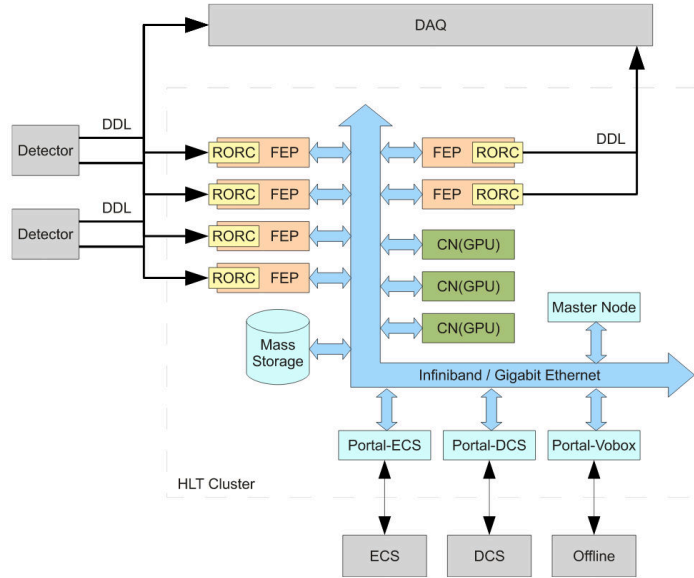 DAQ
DDL
DDL
Detector
RORC FEP
FEP RORC
RORC FEP
FEP RORC
DDL
Detector
RORC FEP
CN(GPU)
RORC FEP
CN(GPU)
CN(GPU)
Master Node
Mass
Storage
Infiniband / Gigabit Ethernet
Portal-ECS
Portal-DCS
Portal-Vobox
HLT Cluster
ECS
DCS
Offline